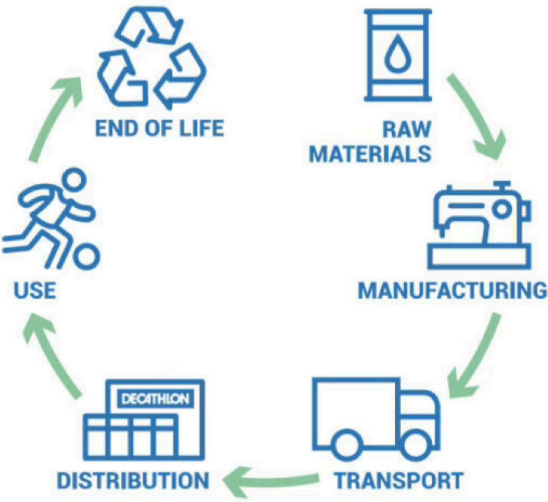 END OF LIFE
RAW
MATERIALS
USE
MANUFACTURING
DECATHLON
DISTRIBUTION
TRANSPORT